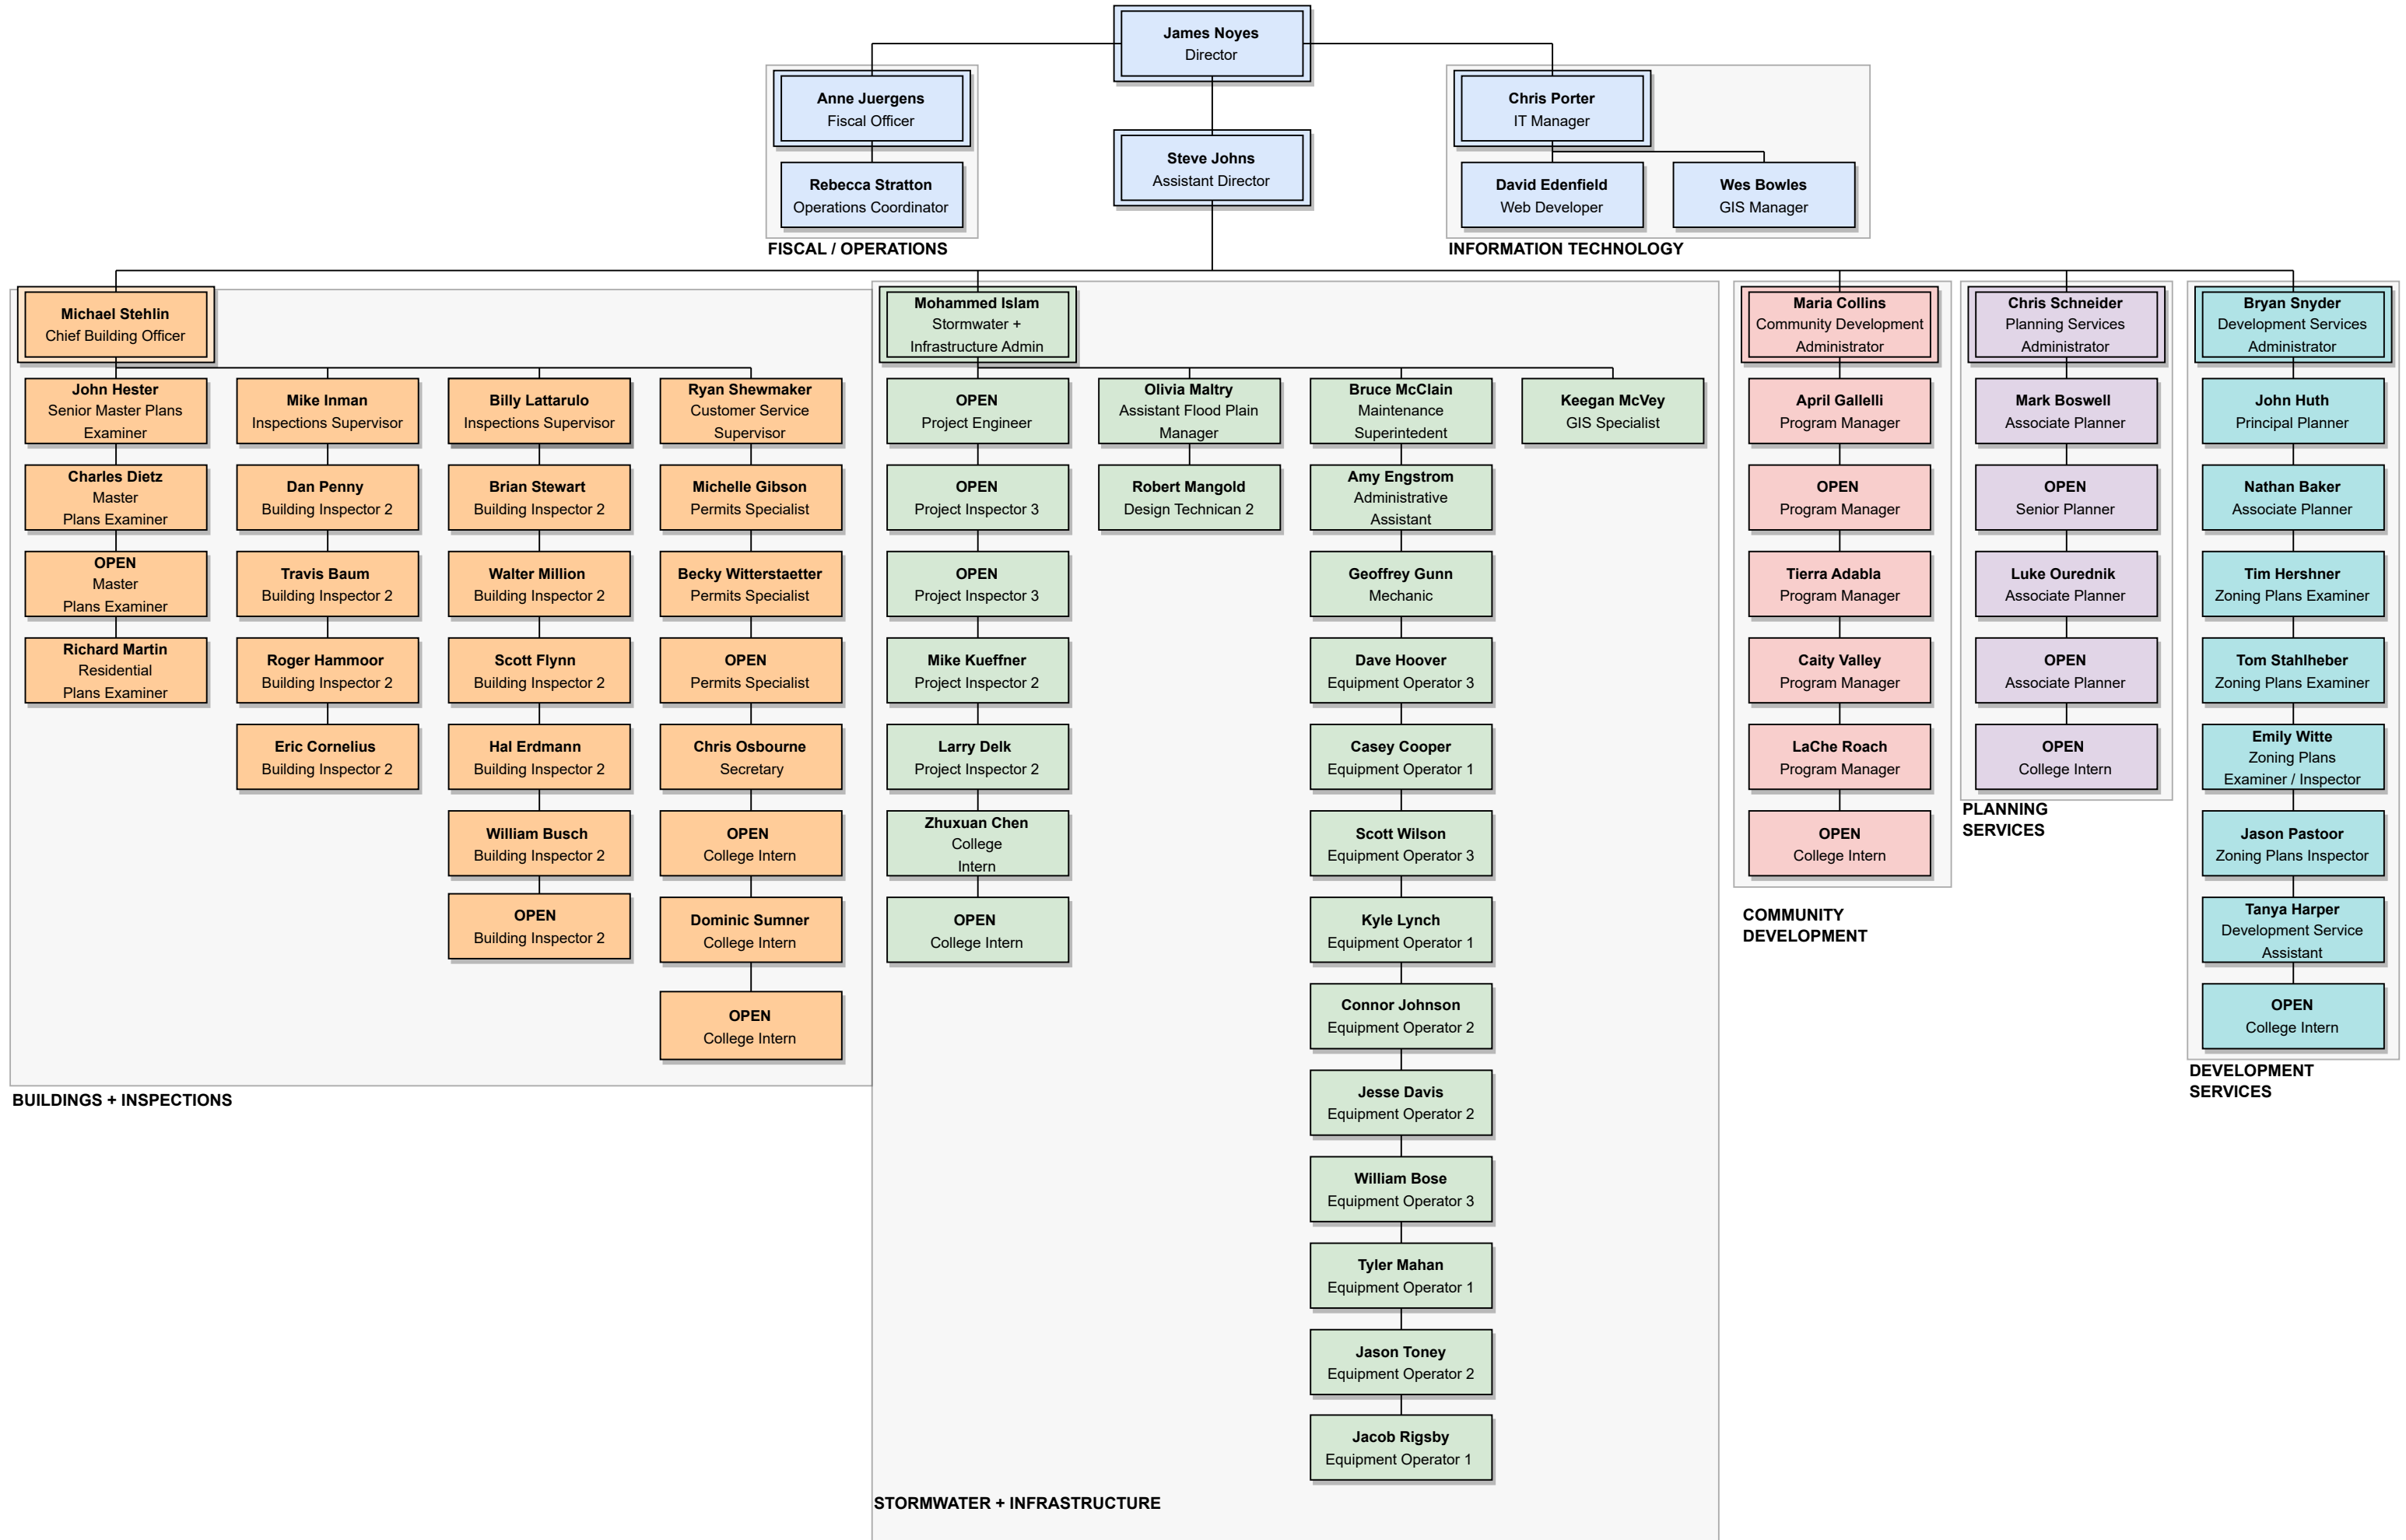 James Noyes
Director
Anne Juergens
Fiscal Officer
Rebecca Stratton
Operations Coordinator
FISCAL / OPERATIONS
Steve Johns
Assistant Director
Chris Porter
IT Manager
David Edenfield
Web Developer
Wes Bowles
GIS Manager
INFORMATION TECHNOLOGY
Michael Stehlin
Chief Building Officer
John Hester
Senior Master Plans
Examiner
Charles Dietz
Master
Plans Examiner
OPEN
Master
Plans Examiner
Richard Martin
Residential
Plans Examiner
Mike Inman
Inspections Supervisor
Dan Penny
Building Inspector 2
Travis Baum
Building Inspector 2
Roger Hammoor
Building Inspector 2
Eric Cornelius
Building Inspector 2
Billy Lattarulo
Inspections Supervisor
Brian Stewart
Building Inspector 2
Walter Million
Building Inspector 2
Scott Flynn
Building Inspector 2
Hal Erdmann
Building Inspector 2
William Busch
Building Inspector 2
OPEN
Building Inspector 2
Ryan Shewmaker
Customer Service
Supervisor
Michelle Gibson
Permits Specialist
Becky Witterstaetter
Permits Specialist
OPEN
Permits Specialist
Chris Osbourne
Secretary
OPEN
College Intern
Dominic Sumner
College Intern
OPEN
College Intern
BUILDINGS + INSPECTIONS
Mohammed Islam
Stormwater +
Infrastructure Admin
OPEN
Project Engineer
OPEN
Project Inspector 3
OPEN
Project Inspector 3
Mike Kueffner
Project Inspector 2
Larry Delk
Project Inspector 2
Zhuxuan Chen
College
Intern
OPEN
College Intern
Olivia Maltry
Assistant Flood Plain
Manager
Robert Mangold
Design Technican 2
Bruce McClain
Maintenance
Superintedent
Amy Engstrom
Administrative
Assistant
Geoffrey Gunn
Mechanic
Dave Hoover
Equipment Operator 3
Casey Cooper
Equipment Operator 1
Scott Wilson
Equipment Operator 3
Kyle Lynch
Equipment Operator 1
Connor Johnson
Equipment Operator 2
Jesse Davis
Equipment Operator 2
William Bose
Equipment Operator 3
Tyler Mahan
Equipment Operator 1
Jason Toney
Equipment Operator 2
Jacob Rigsby
Equipment Operator 1
Keegan McVey
GIS Specialist
STORMWATER + INFRASTRUCTURE
Maria Collins
Community Development
Administrator
April Gallelli
Program Manager
OPEN
Program Manager
Tierra Adabla
Program Manager
Caity Valley
Program Manager
LaChe Roach
Program Manager
OPEN
College Intern
COMMUNITY
DEVELOPMENT
Chris Schneider
Planning Services
Administrator
Mark Boswell
Associate Planner
OPEN
Senior Planner
Luke Ourednik
Associate Planner
OPEN
Associate Planner
OPEN
College Intern
PLANNING
SERVICES
Bryan Snyder
Development Services
Administrator
John Huth
Principal Planner
Nathan Baker
Associate Planner
Tim Hershner
Zoning Plans Examiner
Tom Stahlheber
Zoning Plans Examiner
Emily Witte
Zoning Plans
Examiner / Inspector
Jason Pastoor
Zoning Plans Inspector
Tanya Harper
Development Service
Assistant
OPEN
College Intern
DEVELOPMENT
SERVICES